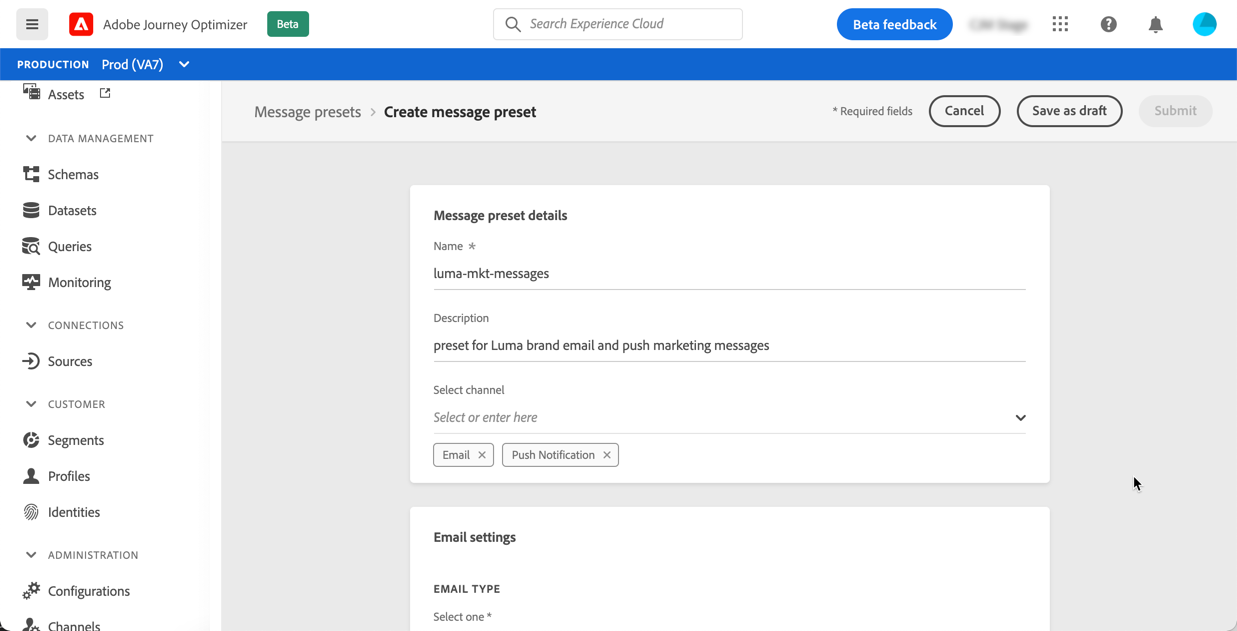 Adobe Journey Optimizer
Beta
Search Experience Cloud
Beta feedback
PRODUCTION Prod (VA7)
Assets
DATA MANAGEMENT
Schemas
Datasets
Queries
Monitoring
CONNECTIONS
Sources
CUSTOMER
Segments
Profiles
Identities
ADMINISTRATION
Configurations
Channels
Message presets > Create message preset
* Required fields
Cancel
Save as draft
Submit
Message preset details
Name *
luma-mkt-messages
Description
preset for Luma brand email and push marketing messages
Select channel
Select or enter here
Email ×
Push Notification ×
Email settings
EMAIL TYPE
Select one *